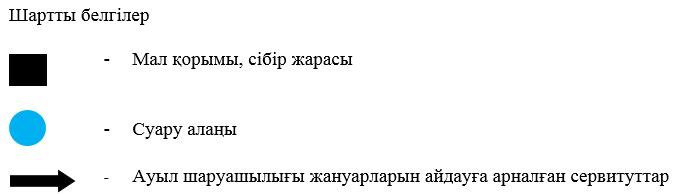 Шартты белгілер
- Мал қорымы, сібір жарасы
- Суару алаңы
- Ауыл шаруашылығы жануарларын айдауға арналған сервитуттар